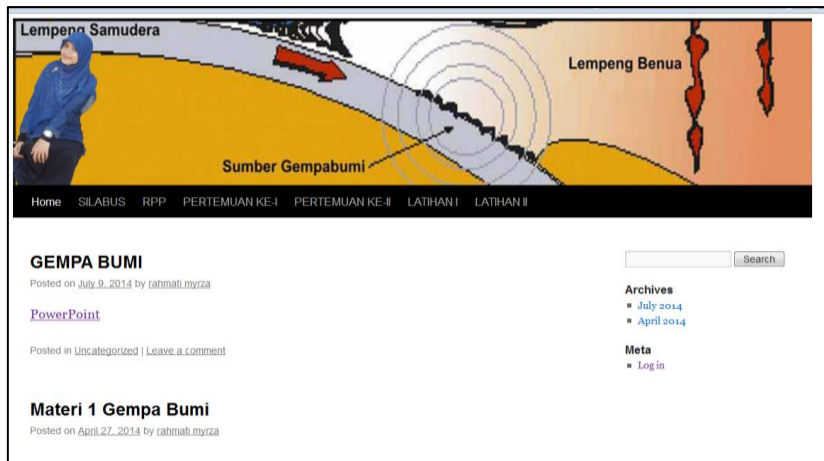 Lempeng Samudera
Lempeng Benua
Sumber Gempabumi
Home SILABUS RPP PERTEMUAN KE-I PERTEMUAN KE-II LATIHAN I LATIHAN II
GEMPA BUMI
Posted on July 9, 2014 by rahmati myrza
PowerPoint
Posted in Uncategorized | Leave a comment
Materi 1 Gempa Bumi
Posted on April 27, 2014 by rahmati myrza
Search
Archives
July 2014
April 2014
Meta
Log in